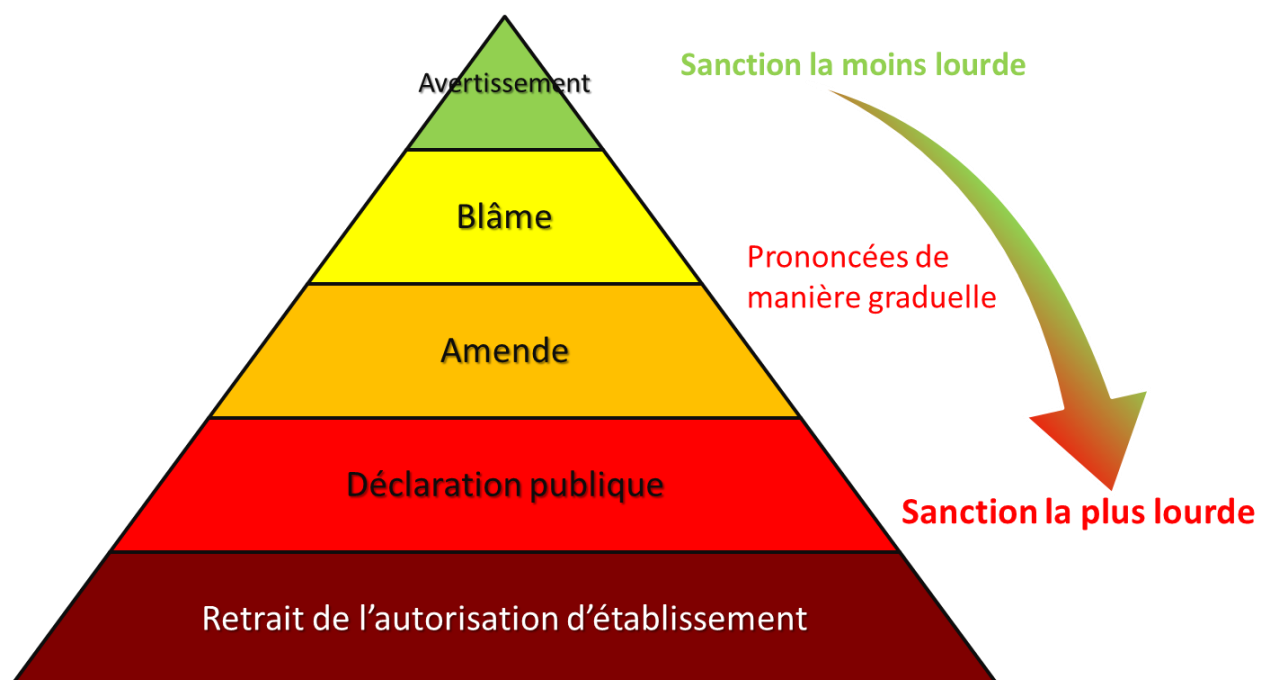 Avertissement
Sanction la moins lourde
Blâme
Prononcées de
manière graduelle
Amende
Déclaration publique
Sanction la plus lourde
Retrait de l’autorisation d’établissement